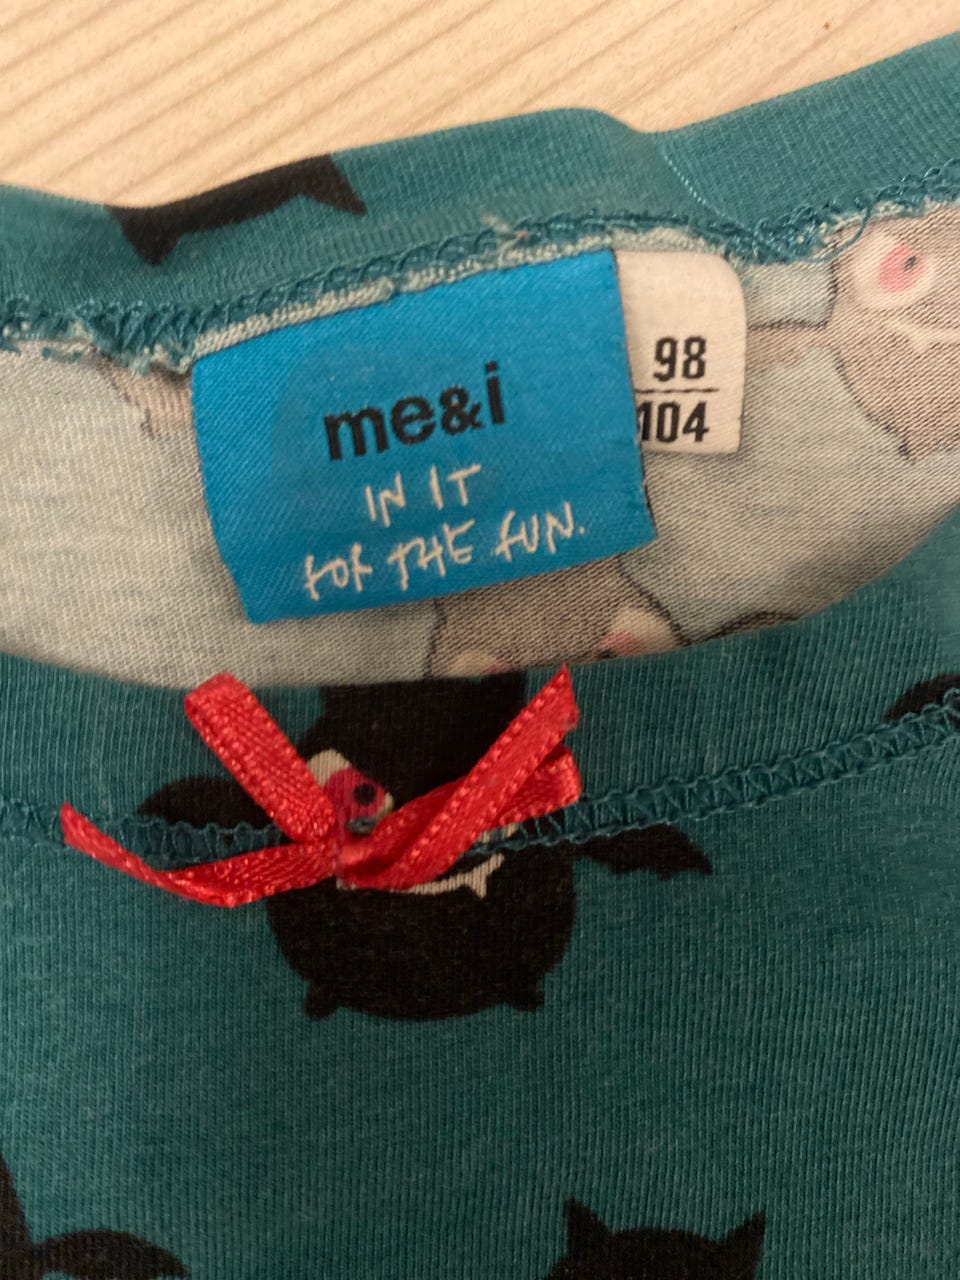 me&i
IN IT
FOR THE FUN.
98
104